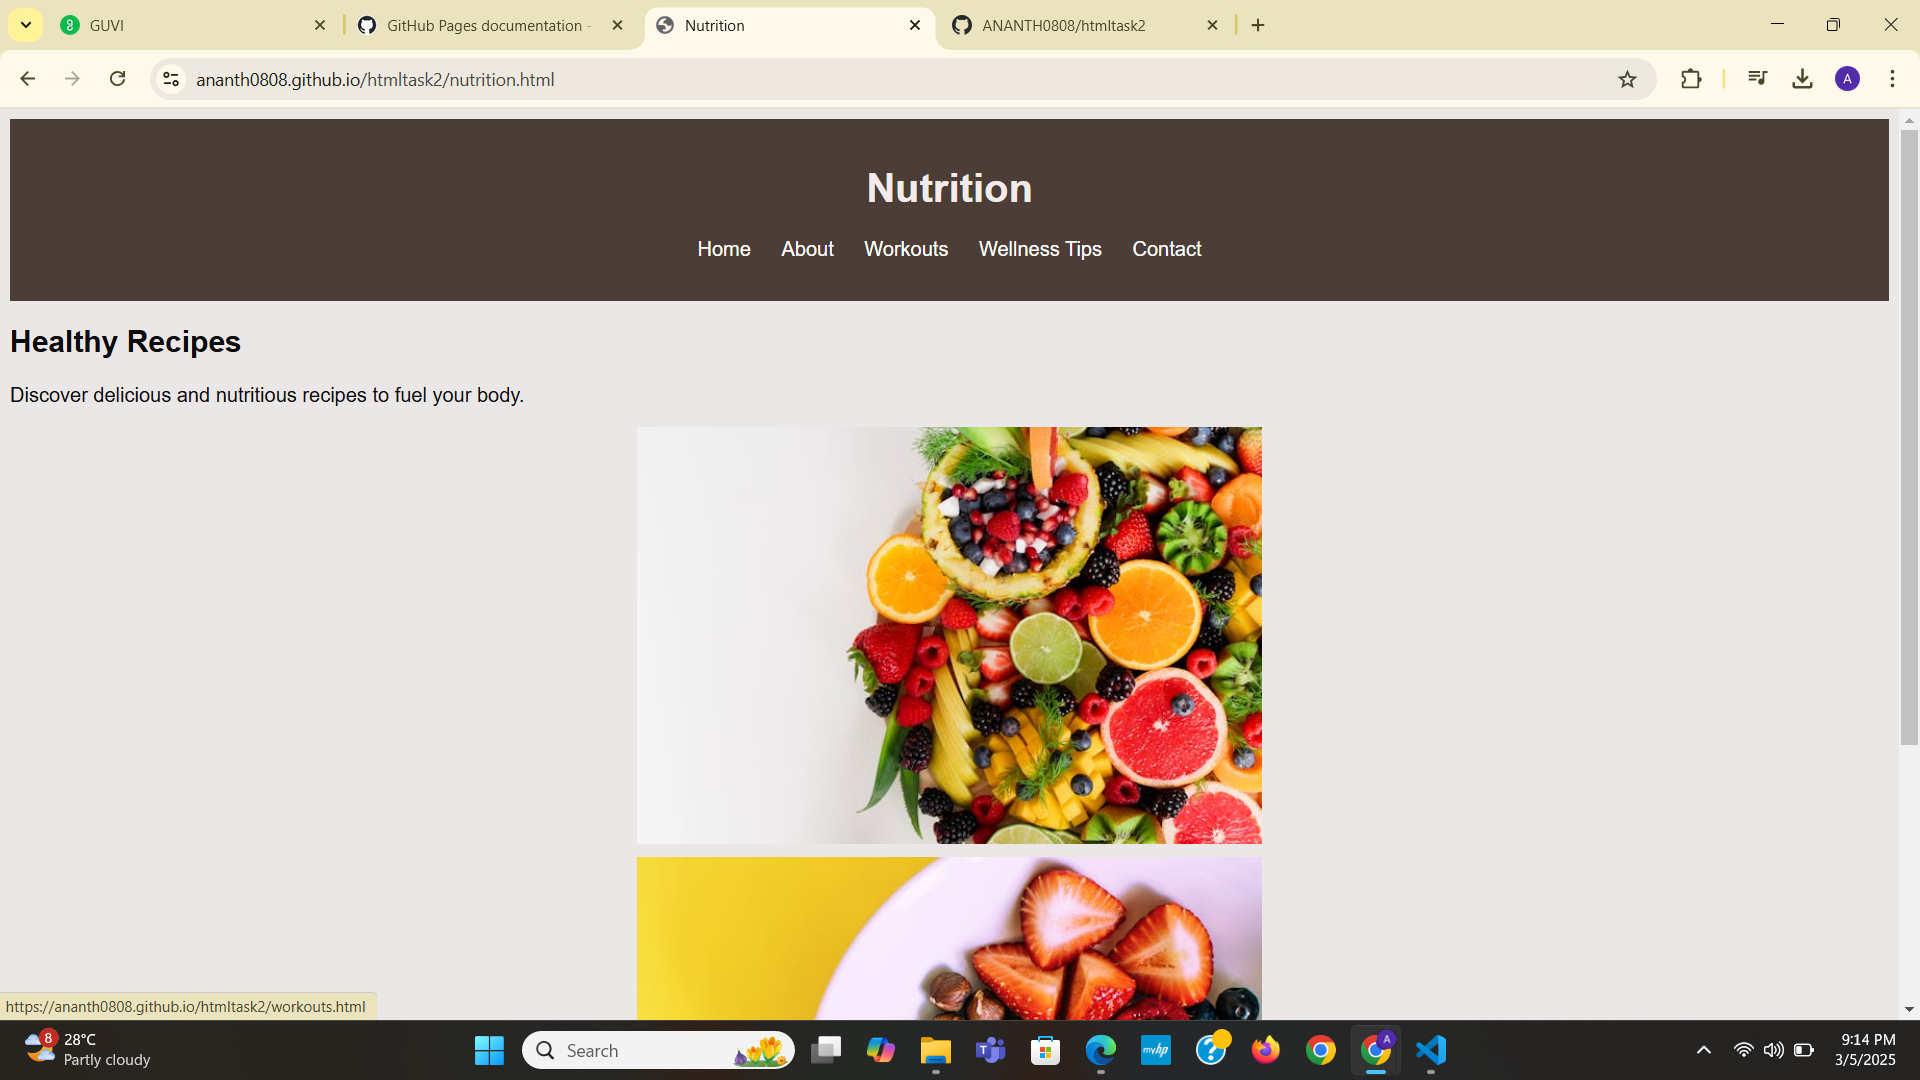 GUVI
GitHub Pages documentation -
Nutrition
ANANTH0808/htmltask2
ananth0808.github.io/htmltask2/nutrition.html
A
Nutrition
Home About Workouts Wellness Tips Contact
Healthy Recipes
Discover delicious and nutritious recipes to fuel your body.
https://ananth0808.github.io/htmltask2/workouts.html
8
28°C
Partly cloudy
Search
myhp
A
9:14 PM
3/5/2025